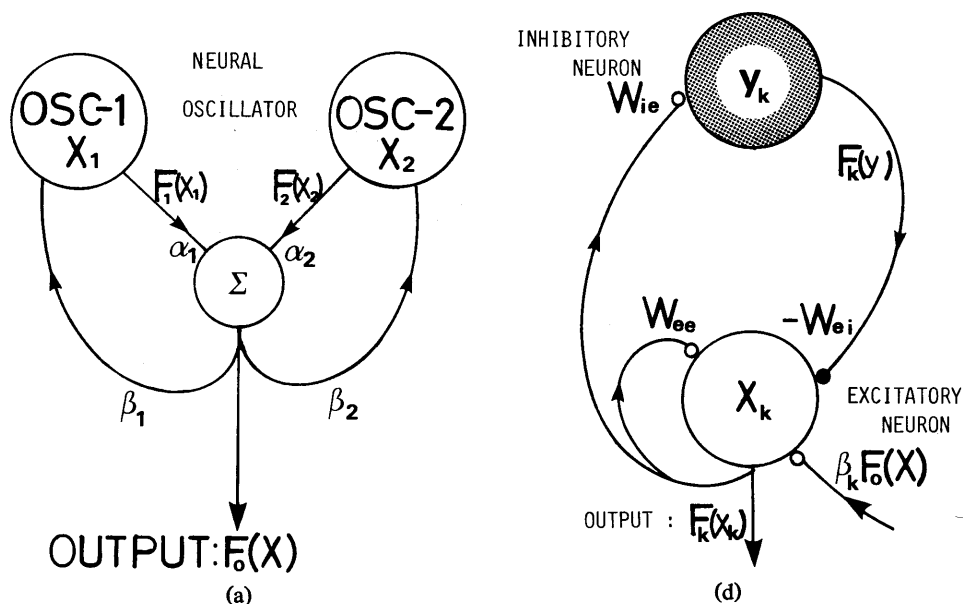 NEURAL
OSCILLATOR
OSC-1
X₁
OSC-2
X₂
F₁(X₁)
F₂(X₂)
α₁
α₂
Σ
β₁
β₂
OUTPUT:F₀(X)
(a)
INHIBITORY
NEURON
Wie
yₖ
Fₖ(y)
Wee
-Wei
Xₖ
EXCITATORY
NEURON
βₖF₀(X)
OUTPUT : Fₖ(Xₖ)
(d)